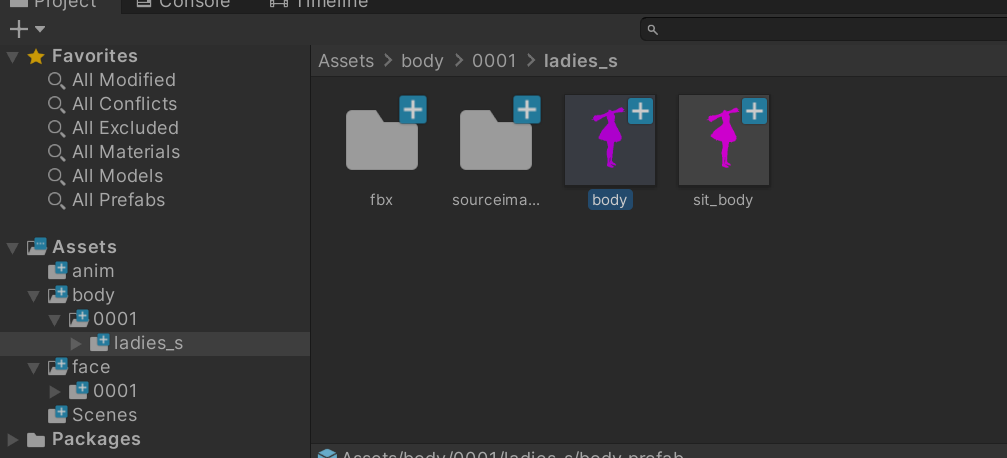 Project Console Timeline
Favorites
All Modified
All Conflicts
All Excluded
All Materials
All Models
All Prefabs
Assets
anim
body
0001
ladies_s
face
0001
Scenes
Packages
Assets > body > 0001 > ladies_s
fbx sourceima... body sit_body
Assets/body/0001/ladies_s/body.prefab